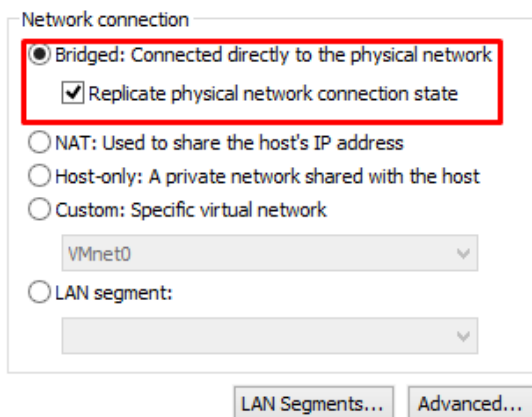 Network connection
Bridged: Connected directly to the physical network
Replicate physical network connection state
NAT: Used to share the host's IP address
Host-only: A private network shared with the host
Custom: Specific virtual network
VMnet0
LAN segment:
LAN Segments... Advanced...